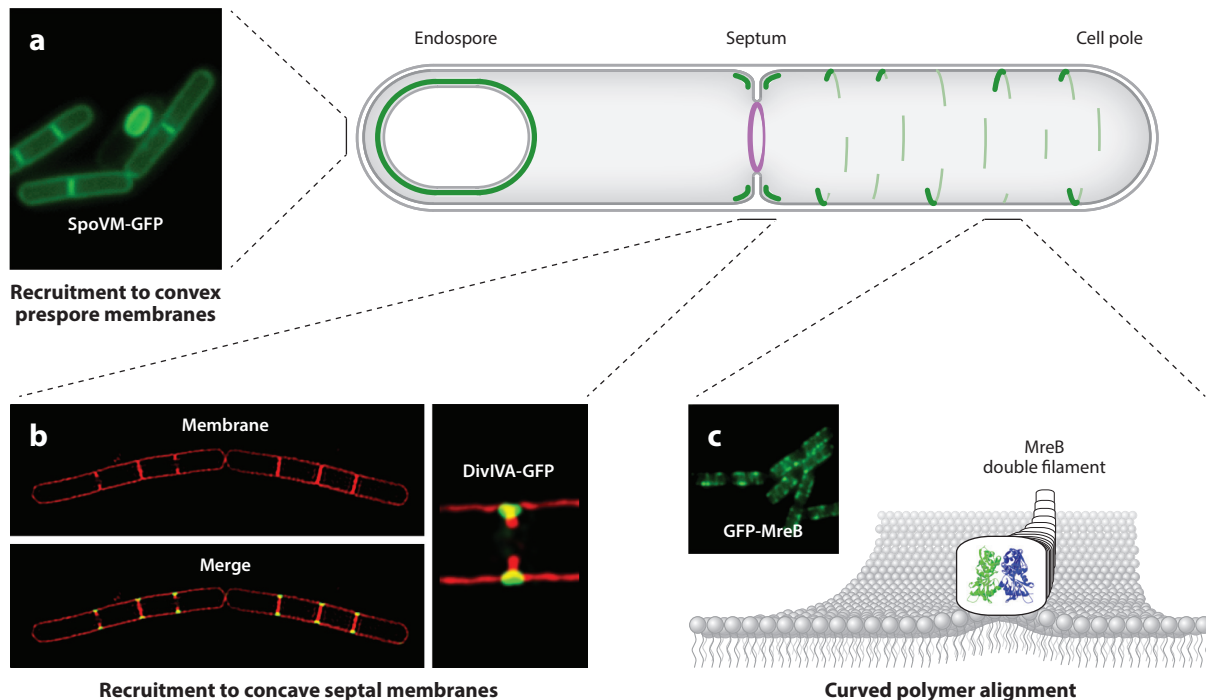 a
SpoVM-GFP
Recruitment to convex
prespore membranes
Endospore
Septum
Cell pole
b
Membrane
Merge
DivIVA-GFP
Recruitment to concave septal membranes
c
GFP-MreB
MreB
double filament
Curved polymer alignment